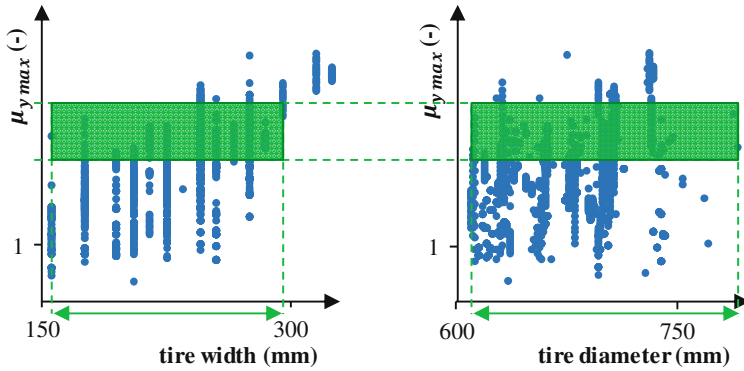 μy max (-)
1
150
300
tire width (mm)
μy max (-)
1
600
750
tire diameter (mm)